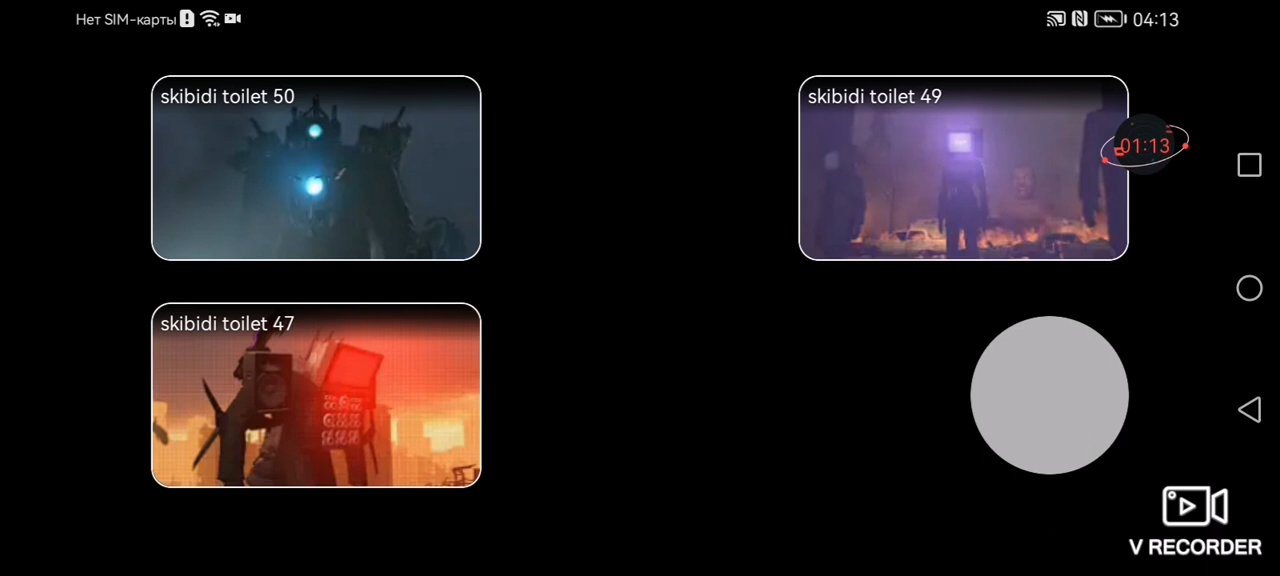 Нет SIM-карты
04:13
skibidi toilet 50
skibidi toilet 49
01:13
skibidi toilet 47
V RECORDER